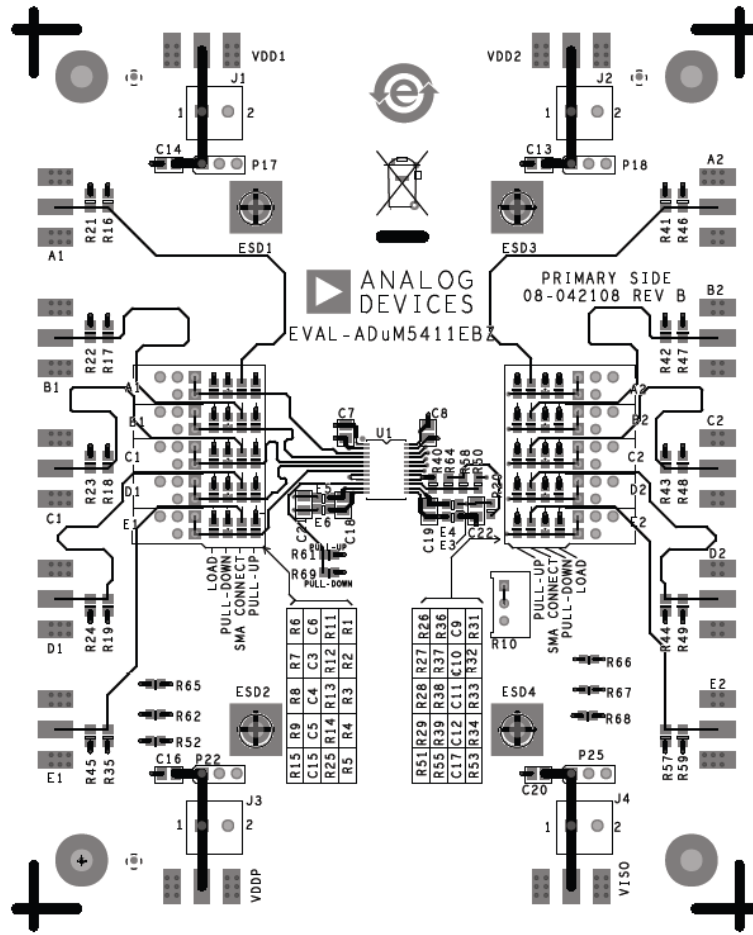 VDD1
VDD2
J1
J2
1
2
1
2
C14
P17
C13
P18
A2
R21
R16
A1
ESD1
ESD3
R41
R46
ANALOG
DEVICES
PRIMARY SIDE
08-042108 REV B
B2
EVAL-ADuM5411EBZ
R22
R17
B1
R42
R47
A1
B1
C1
D1
E1
A2
B2
C2
D2
E2
C7
U1
C8
C2
R40
R64
R58
R50
R20
R23
R18
C1
R43
R48
E5
E6
C18
C19
E4
E3
C22
R61
PULL-UP
R69
PULL-DOWN
D2
LOAD
PULL-DOWN
SMA CONNECT
PULL-UP
PULL-UP
SMA CONNECT
PULL-DOWN
LOAD
R24
R19
D1
R44
R49
R10
R6 C6 R11 R1
R7 C3 R12 R2
R8 C4 R13 R3
R9 C5 R14 R4
R15 C15 R25 R5
R26 R36 C9 R31
R27 R37 C10 R32
R28 R38 C11 R33
R29 R39 C12 R34
R51 R55 C17 R53
R65
R62
R52
R66
R67
R68
ESD2
ESD4
E2
R45
R35
E1
R57
R59
C16
P22
P25
C20
J3
J4
1
2
1
2
VDDP
VISO